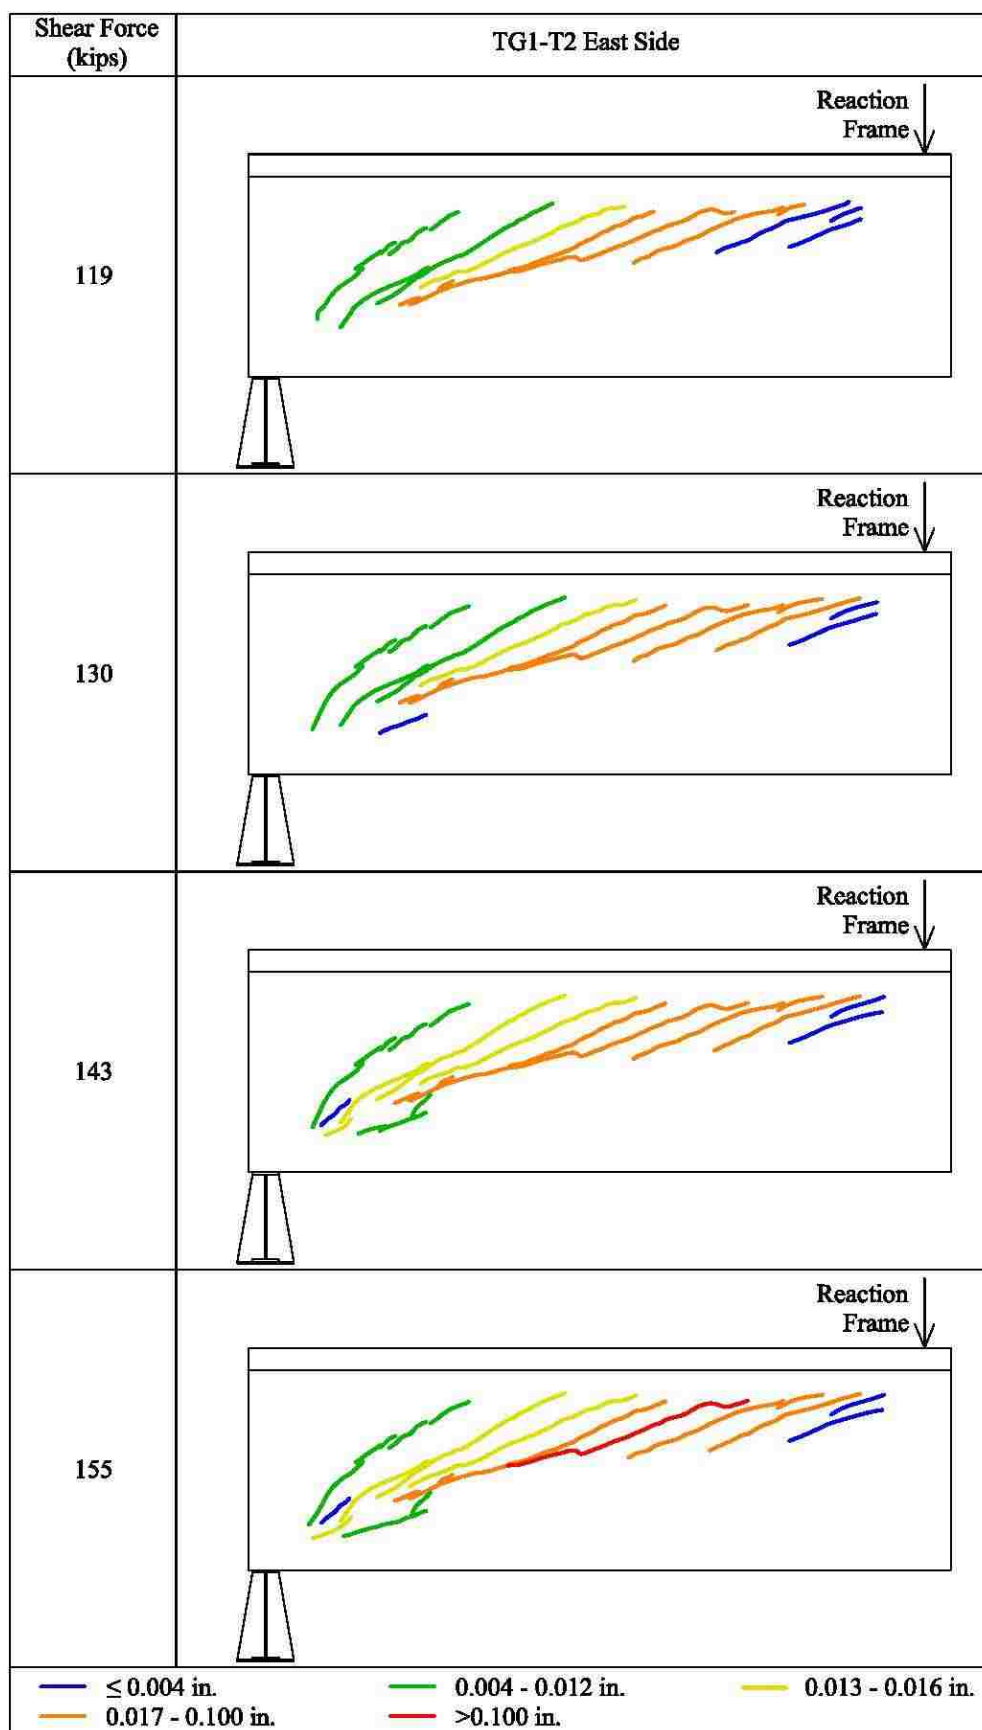 Shear Force
(kips)
TG1-T2 East Side
119
Reaction
Frame
130
Reaction
Frame
143
Reaction
Frame
155
Reaction
Frame
≤ 0.004 in.
0.004 - 0.012 in.
0.013 - 0.016 in.
0.017 - 0.100 in.
>0.100 in.